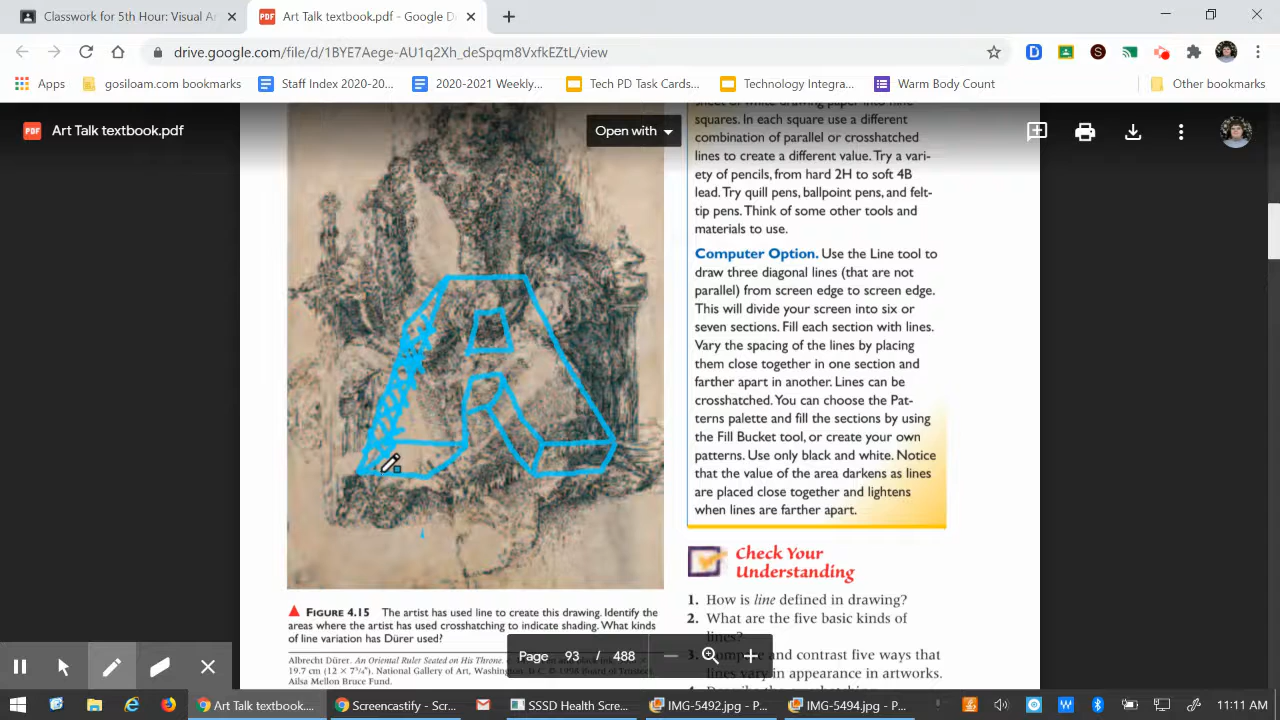 Classwork for 5th Hour: Visual Ar
Art Talk textbook.pdf - Google D
drive.google.com/file/d/1BYE7Aege-AU1q2Xh_deSpqm8VxfkEZtL/view
Apps
gosiloam.com bookmarks
Staff Index 2020-20...
2020-2021 Weekly...
Tech PD Task Cards...
Technology Integra...
Warm Body Count
Other bookmarks
PDF Art Talk textbook.pdf
Open with
sheet of white drawing paper into nine
squares. In each square use a different
combination of parallel or crosshatched
lines to create a different value. Try a vari-
ety of pencils, from hard 2H to soft 4B
lead. Try quill pens, ballpoint pens, and felt-
tip pens. Think of some other tools and
materials to use.
Computer Option. Use the Line tool to
draw three diagonal lines (that are not
parallel) from screen edge to screen edge.
This will divide your screen into six or
seven sections. Fill each section with lines.
Vary the spacing of the lines by placing
them close together in one section and
farther apart in another. Lines can be
crosshatched. You can choose the Pat-
terns palette and fill the sections by using
the Fill Bucket tool, or create your own
patterns. Use only black and white. Notice
that the value of the area darkens as lines
are placed close together and lightens
when lines are farther apart.
Check Your
Understanding
1. How is line defined in drawing?
2. What are the five basic kinds of
lines?
3. Compare and contrast five ways that
lines vary in appearance in artworks.
FIGURE 4.15 The artist has used line to create this drawing. Identify the
areas where the artist has used crosshatching to indicate shading. What kinds
of line variation has Dürer used?
Albrecht Dürer. An Oriental Ruler Seated on His Throne.
19.7 cm (12 × 7¾"). National Gallery of Art, Washington
Ailsa Mellon Bruce Fund.
Page 93 / 488
Art Talk textbook...
Screencastify - Scr...
SSSD Health Scre...
IMG-5492.jpg - P...
IMG-5494.jpg - P...
11:11 AM